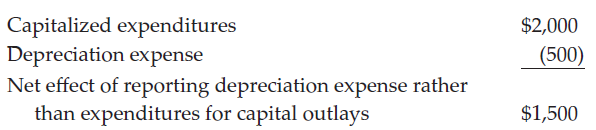 Capitalized expenditures $2,000
Depreciation expense (500)
Net effect of reporting depreciation expense rather
than expenditures for capital outlays $1,500